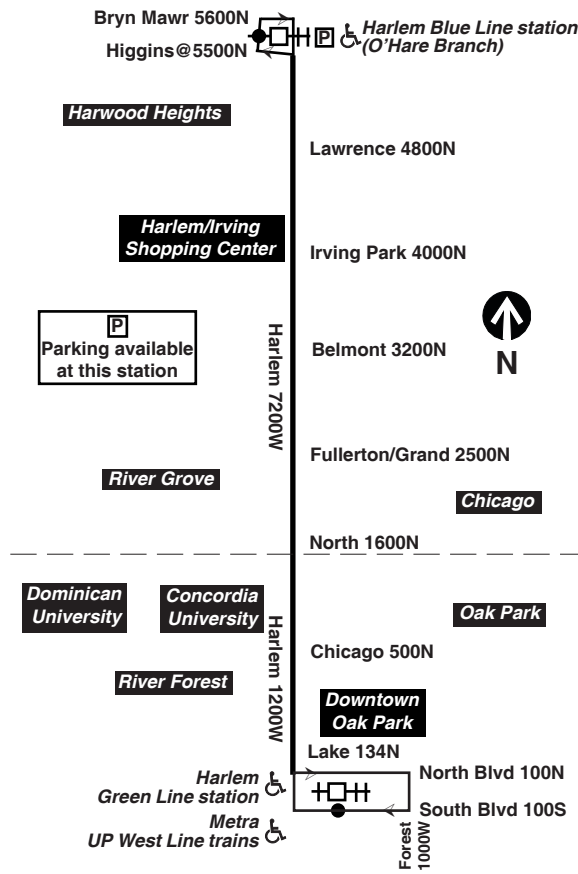 Bryn Mawr 5600N
Higgins@5500N
P
Harlem Blue Line station
(O'Hare Branch)
Harwood Heights
Lawrence 4800N
Harlem/Irving
Shopping Center
Irving Park 4000N
P
Parking available
at this station
Harlem 7200W
Belmont 3200N
N
Fullerton/Grand 2500N
River Grove
Chicago
North 1600N
Dominican
University
Concordia
University
Harlem 1200W
Oak Park
Chicago 500N
River Forest
Downtown
Oak Park
Lake 134N
Harlem
Green Line station
North Blvd 100N
South Blvd 100S
Metra
UP West Line trains
Forest
1000W